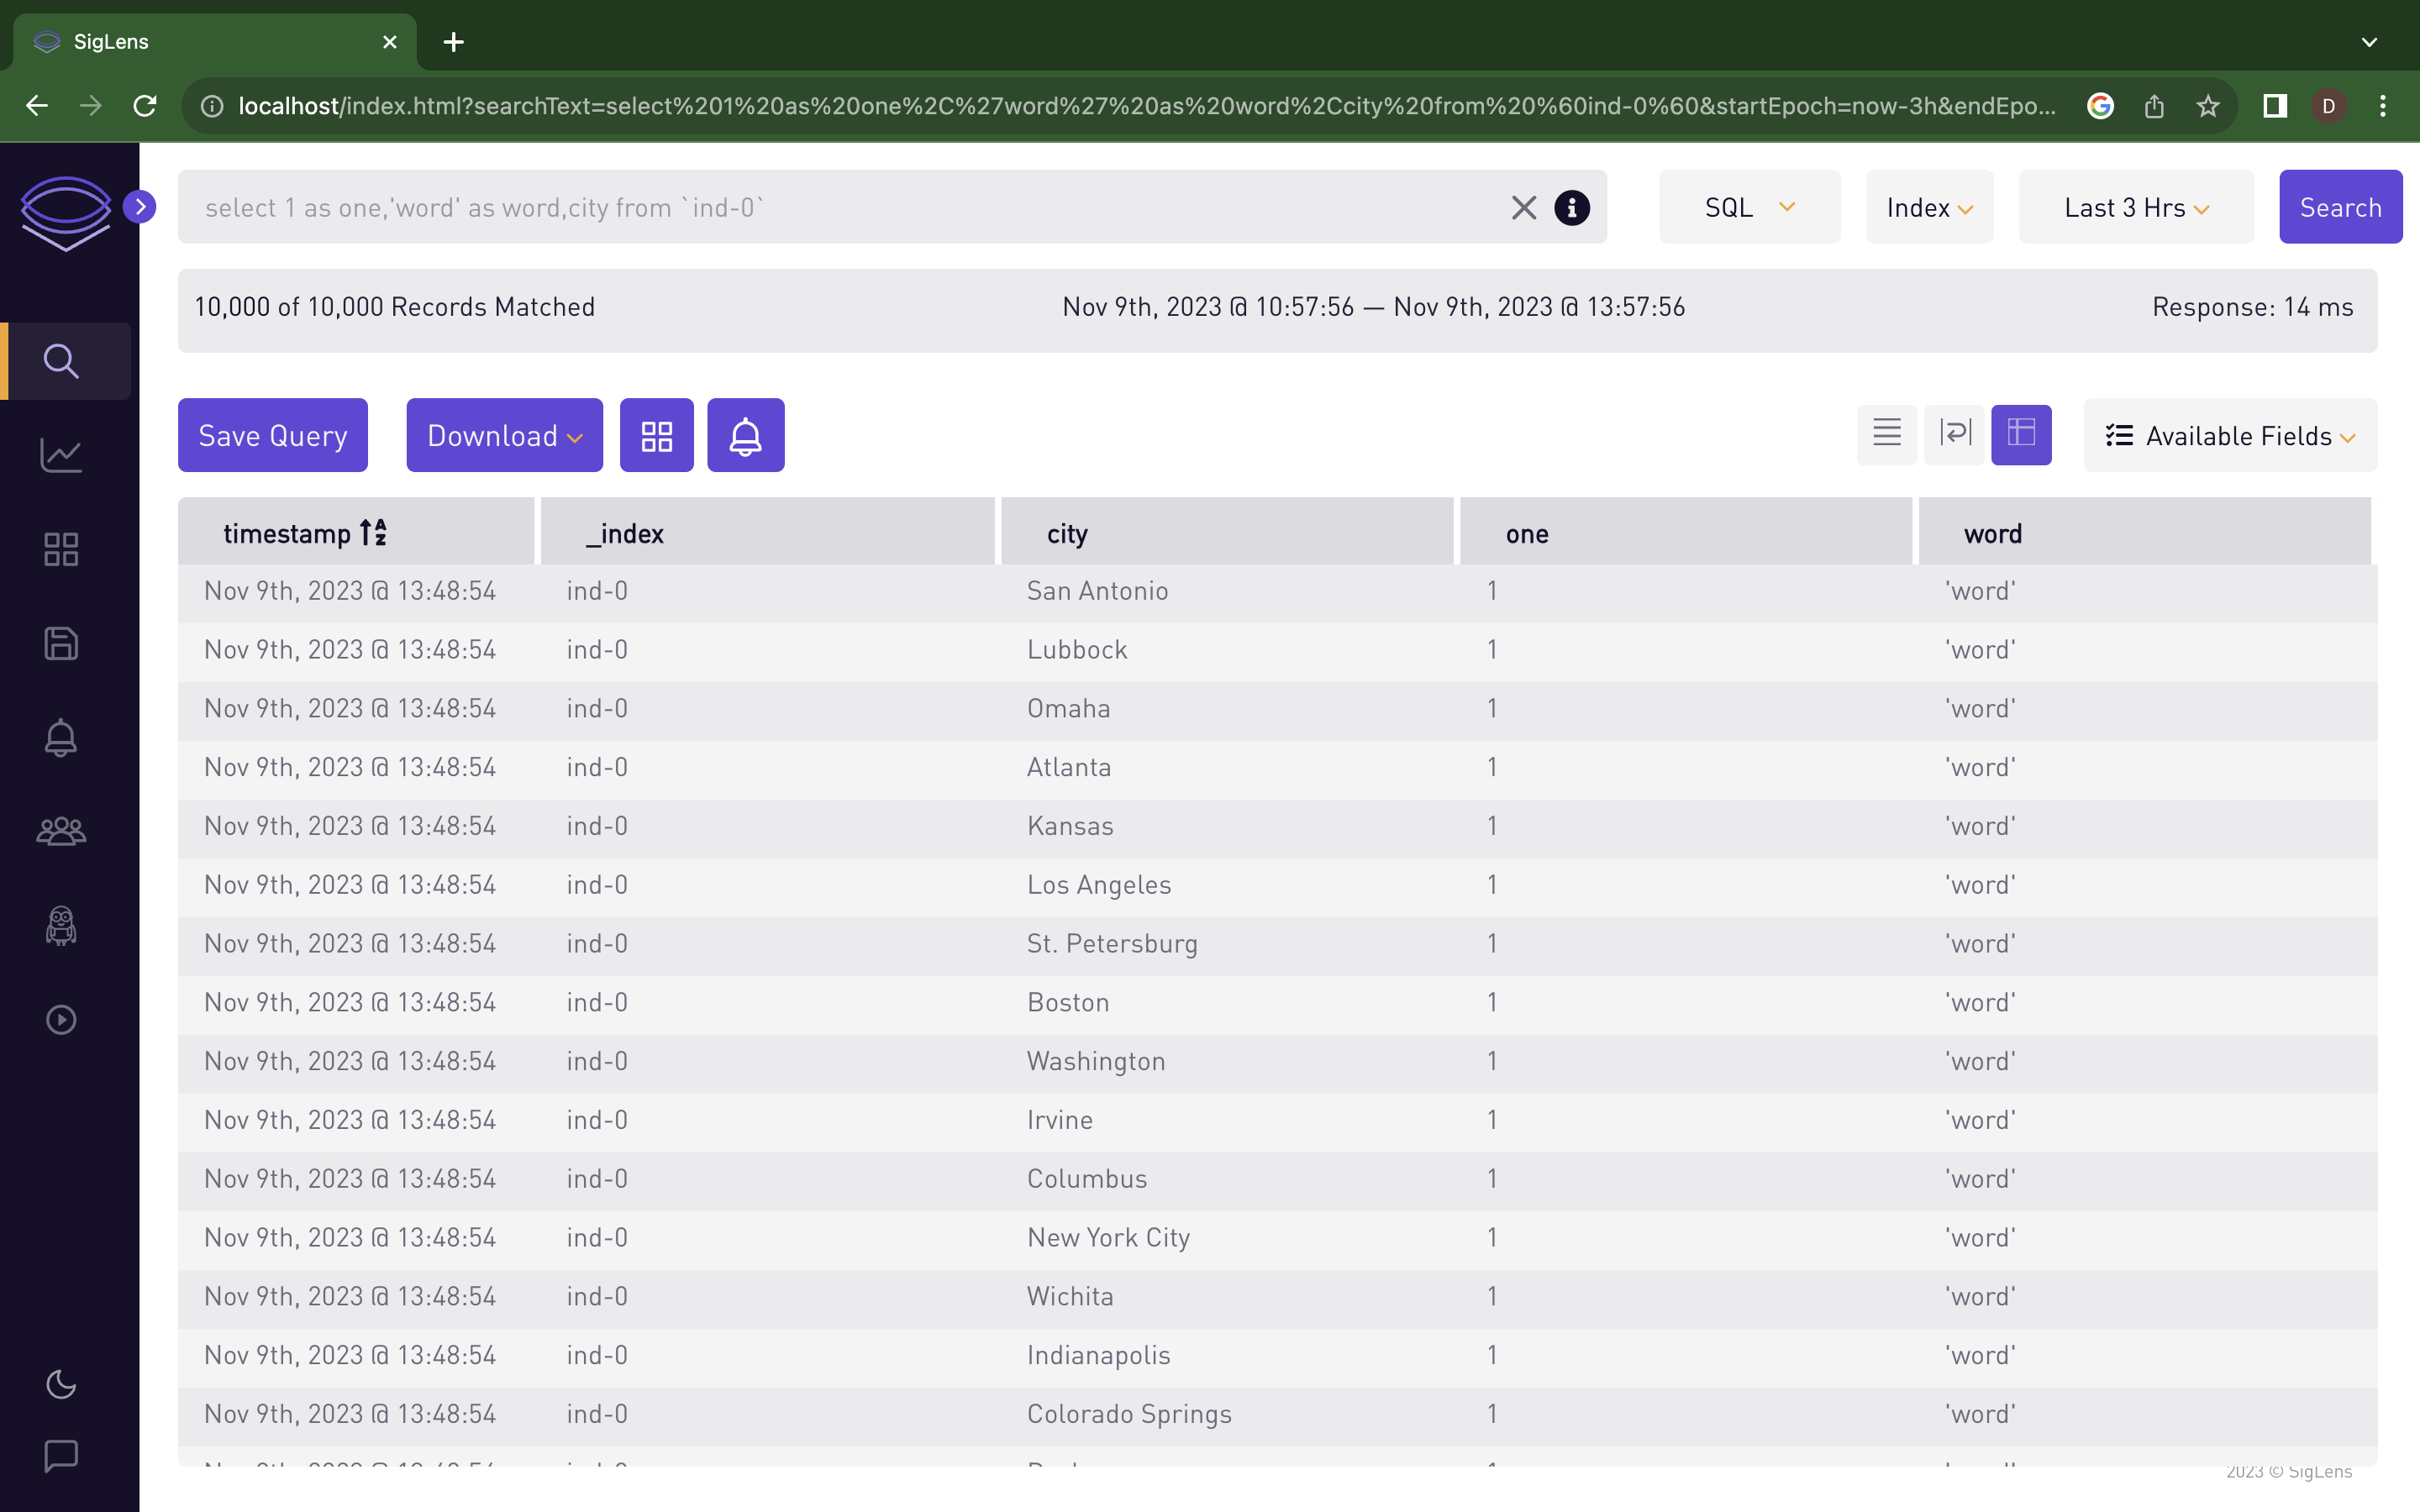 SigLens
localhost/index.html?searchText=select%201%20as%20one%2C%27word%27%20as%20word%2Ccity%20from%20%60ind-0%60&startEpoch=now-3h&endEpo...
D
select 1 as one,'word' as word,city from `ind-0`
SQL
Index
Last 3 Hrs
Search
10,000 of 10,000 Records Matched
Nov 9th, 2023 @ 10:57:56 — Nov 9th, 2023 @ 13:57:56
Response: 14 ms
Save Query
Download
Available Fields
timestamp _index city one word
Nov 9th, 2023 @ 13:48:54 ind-0 San Antonio 1 'word'
Nov 9th, 2023 @ 13:48:54 ind-0 Lubbock 1 'word'
Nov 9th, 2023 @ 13:48:54 ind-0 Omaha 1 'word'
Nov 9th, 2023 @ 13:48:54 ind-0 Atlanta 1 'word'
Nov 9th, 2023 @ 13:48:54 ind-0 Kansas 1 'word'
Nov 9th, 2023 @ 13:48:54 ind-0 Los Angeles 1 'word'
Nov 9th, 2023 @ 13:48:54 ind-0 St. Petersburg 1 'word'
Nov 9th, 2023 @ 13:48:54 ind-0 Boston 1 'word'
Nov 9th, 2023 @ 13:48:54 ind-0 Washington 1 'word'
Nov 9th, 2023 @ 13:48:54 ind-0 Irvine 1 'word'
Nov 9th, 2023 @ 13:48:54 ind-0 Columbus 1 'word'
Nov 9th, 2023 @ 13:48:54 ind-0 New York City 1 'word'
Nov 9th, 2023 @ 13:48:54 ind-0 Wichita 1 'word'
Nov 9th, 2023 @ 13:48:54 ind-0 Indianapolis 1 'word'
Nov 9th, 2023 @ 13:48:54 ind-0 Colorado Springs 1 'word'
2023 © SigLens